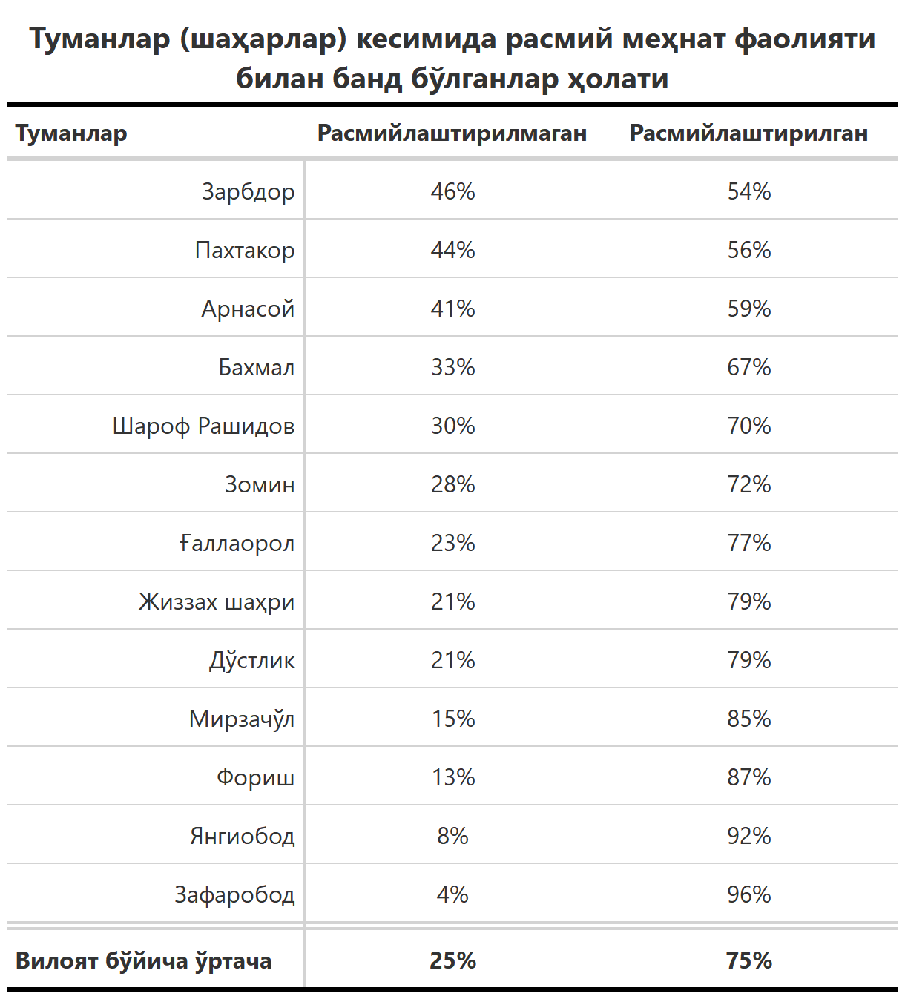 Туманлар (шаҳарлар) кесимида расмий меҳнат фаолияти
билан банд бўлганлар ҳолати
Туманлар Расмийлаштирилмаган Расмийлаштирилган
Зарбдор 46% 54%
Пахтакор 44% 56%
Арнасой 41% 59%
Бахмал 33% 67%
Шароф Рашидов 30% 70%
Зомин 28% 72%
Ғаллаорол 23% 77%
Жиззах шаҳри 21% 79%
Дўстлик 21% 79%
Мирзачўл 15% 85%
Фориш 13% 87%
Янгиобод 8% 92%
Зафаробод 4% 96%
Вилоят бўйича ўртача 25% 75%